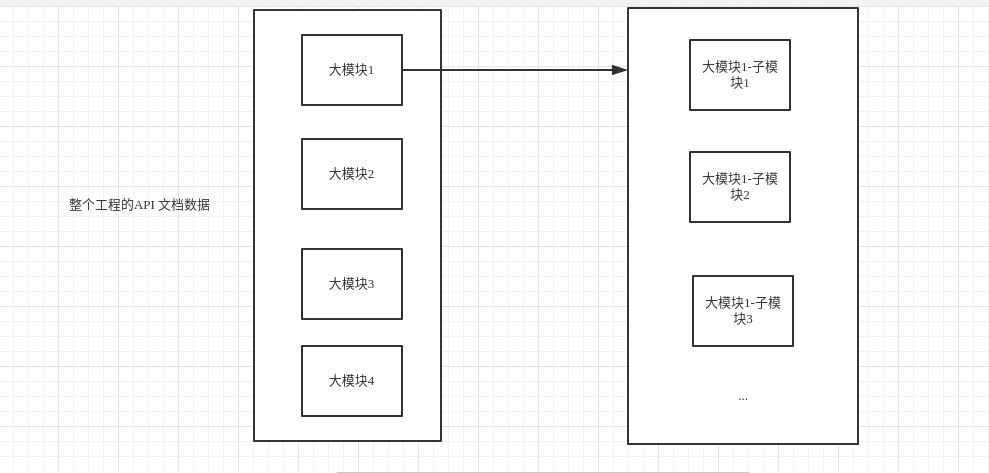 整个工程的API 文档数据
大模块1
大模块2
大模块3
大模块4
大模块1-子模
块1
大模块1-子模
块2
大模块1-子模
块3
...